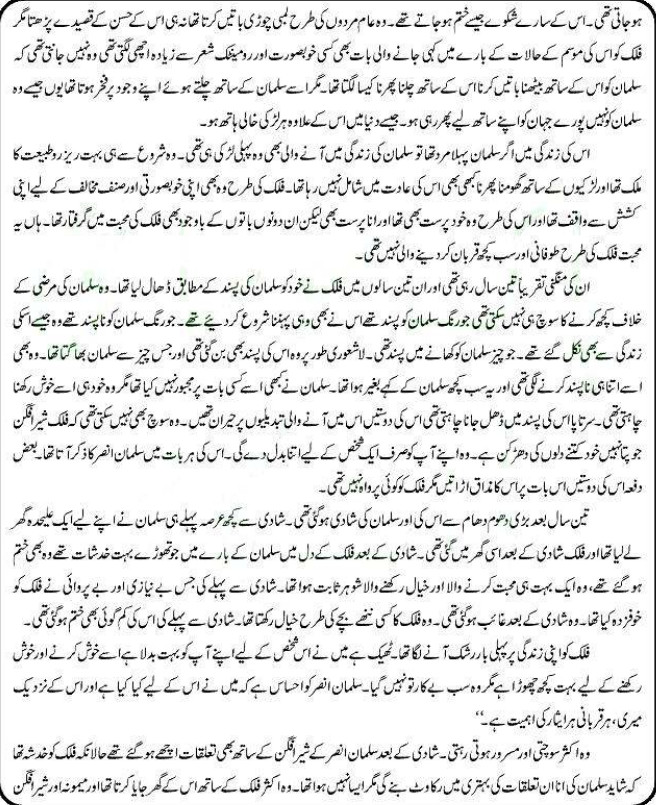 ہو جاتی تھی۔ اس کے سارے شکوے جیسے ختم ہو جاتے تھے۔ وہ عام مردوں کی طرح لمبی چوڑی باتیں کرتا تھا نہ ہی اس کے حسن کے قصیدے پڑھتا مگر
فلک کو اس کی موسم کے حالات کے بارے میں کہی جانے والی بات بھی کسی خوبصورت اور رومینٹک شعر سے زیادہ اچھی لگتی تھی وہ نہیں جانتی تھی کہ
سلمان کو اس کے ساتھ بیٹھنا باتیں کرنا اس کے ساتھ چلنا پھرنا کیسا لگتا تھا۔ مگر اسے سلمان کے ساتھ چلتے ہوئے اپنے وجود پر فخر ہوتا تھا یوں جیسے وہ
سلمان کو نہیں پورے جہان کو اپنے ساتھ لیے پھر رہی ہو۔ جیسے دنیا میں اس کے علاوہ ہر لڑکی خالی ہاتھ ہو۔
اس کی زندگی میں اگر سلمان پہلا مرد تھا تو سلمان کی زندگی میں آنے والی بھی وہ پہلی لڑکی ہی تھی۔ وہ شروع سے ہی بہت ریزرو طبیعت کا
ملک تھا اور لڑکیوں کے ساتھ گھومنا پھرنا کبھی بھی اس کی عادت میں شامل نہیں رہا تھا۔ فلک کی طرح وہ بھی اپنی خوبصورتی اور صنف مخالف کے لیے اپنی
کشش سے واقف تھا اور اس کی طرح وہ خود پرست بھی تھا اور انا پرست بھی لیکن ان دونوں باتوں کے باوجود بھی فلک کی محبت میں گرفتار تھا۔ ہاں یہ
محبت فلک کی طرح طوفانی اور سب کچھ قربان کر دینے والی نہیں تھی۔
ان کی منگنی تقریباً تین سال رہی تھی اور ان تین سالوں میں فلک نے خود کو سلمان کی پسند کے مطابق ڈھال لیا تھا۔ وہ سلمان کی مرضی کے
خلاف کچھ کرنے کا سوچ ہی نہیں سکتی تھی جو رنگ سلمان کو پسند تھے اس نے بھی وہی پہننا شروع کر دیئے تھے۔ جو رنگ سلمان کو ناپسند تھے وہ جیسے اسکی
زندگی سے بھی نکل گئے تھے۔ جو چیز سلمان کو کھانے میں پسند تھی۔ لاشعوری طور پر وہ اس کی پسند بھی بن گئی تھی اور جس چیز سے سلمان بھاگتا تھا۔ وہ بھی
اسے اتنا ہی ناپسند کرنے لگی تھی اور یہ سب کچھ سلمان کے کہے بغیر ہوا تھا۔ سلمان نے کبھی اسے کسی بات پر مجبور نہیں کیا تھا مگر وہ خود ہی اسے خوش رکھنا
چاہتی تھی۔ سر تا پا اس کی پسند میں ڈھل جانا چاہتی تھی اس کی دوستیں اس میں آنے والی تبدیلیوں پر حیران تھیں۔ وہ سوچ بھی نہیں سکتی تھی کہ فلک شیر افگن
جو پتا نہیں خود کتنے دلوں کی دھڑکن ہے۔ وہ اپنے آپ کو صرف ایک شخص کے لیے اتنا بدل دے گی۔ اس کی ہر بات میں سلمان انصر کا ذکر آتا تھا۔ بعض
دفعہ اس کی دوستیں اس بات پر اس کا مذاق اڑاتیں مگر فلک کو کوئی پرواہ نہیں تھی۔
تین سال بعد بڑی دھوم دھام سے اس کی اور سلمان کی شادی ہو گئی تھی۔ شادی سے کچھ عرصہ پہلے ہی سلمان نے اپنے لیے ایک علیحدہ گھر
لے لیا تھا اور فلک شادی کے بعد اسی گھر میں گئی تھی۔ شادی کے بعد فلک کے دل میں سلمان کے بارے میں جو تھوڑے بہت خدشات تھے وہ بھی ختم
ہو گئے تھے، وہ ایک بہت ہی محبت کرنے والا اور خیال رکھنے والا شوہر ثابت ہوا تھا۔ شادی سے پہلے کی جس بے نیازی اور بے پروائی نے فلک کو
خوفزدہ کیا تھا۔ وہ شادی کے بعد غائب ہو گئی تھی۔ وہ فلک کا کسی ننھے بچے کی طرح خیال رکھتا تھا۔ شادی سے پہلے کی اس کی کم گوئی بھی ختم ہو گئی تھی۔
فلک کو اپنی زندگی پر پہلی بار رشک آنے لگا تھا۔ ٹھیک ہے میں نے اس شخص کے لیے اپنے آپ کو بہت بدلا ہے اسے خوش کرنے اور خوش
رکھنے کے لیے بہت کچھ چھوڑا ہے مگر وہ سب بے کار تو نہیں گیا۔ سلمان انصر کو احساس ہے کہ میں نے اس کے لیے کیا کیا ہے اور اس کے نزدیک
میری، ہر قربانی ہر ایثار کی اہمیت ہے۔‘‘
وہ اکثر سوچتی اور مسرور ہوتی رہتی۔ شادی کے بعد سلمان انصر کے شیر افگن کے ساتھ بھی تعلقات اچھے ہو گئے تھے حالانکہ فلک کو خدشہ تھا
کہ شاید سلمان کی انا ان تعلقات کی بہتری میں رکاوٹ بنے گی مگر ایسا نہیں ہوا تھا۔ وہ اکثر فلک کے ساتھ اس کے گھر جایا کرتا تھا اور میمونہ اور شیر افگن